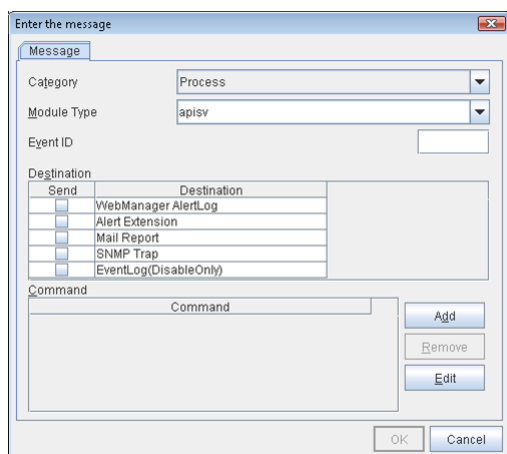 Enter the message
Message
Category Process
Module Type apisv
Event ID
Destination
Send Destination
WebManager AlertLog
Alert Extension
Mail Report
SNMP Trap
EventLog(DisableOnly)
Command
Command
Add
Remove
Edit
OK Cancel